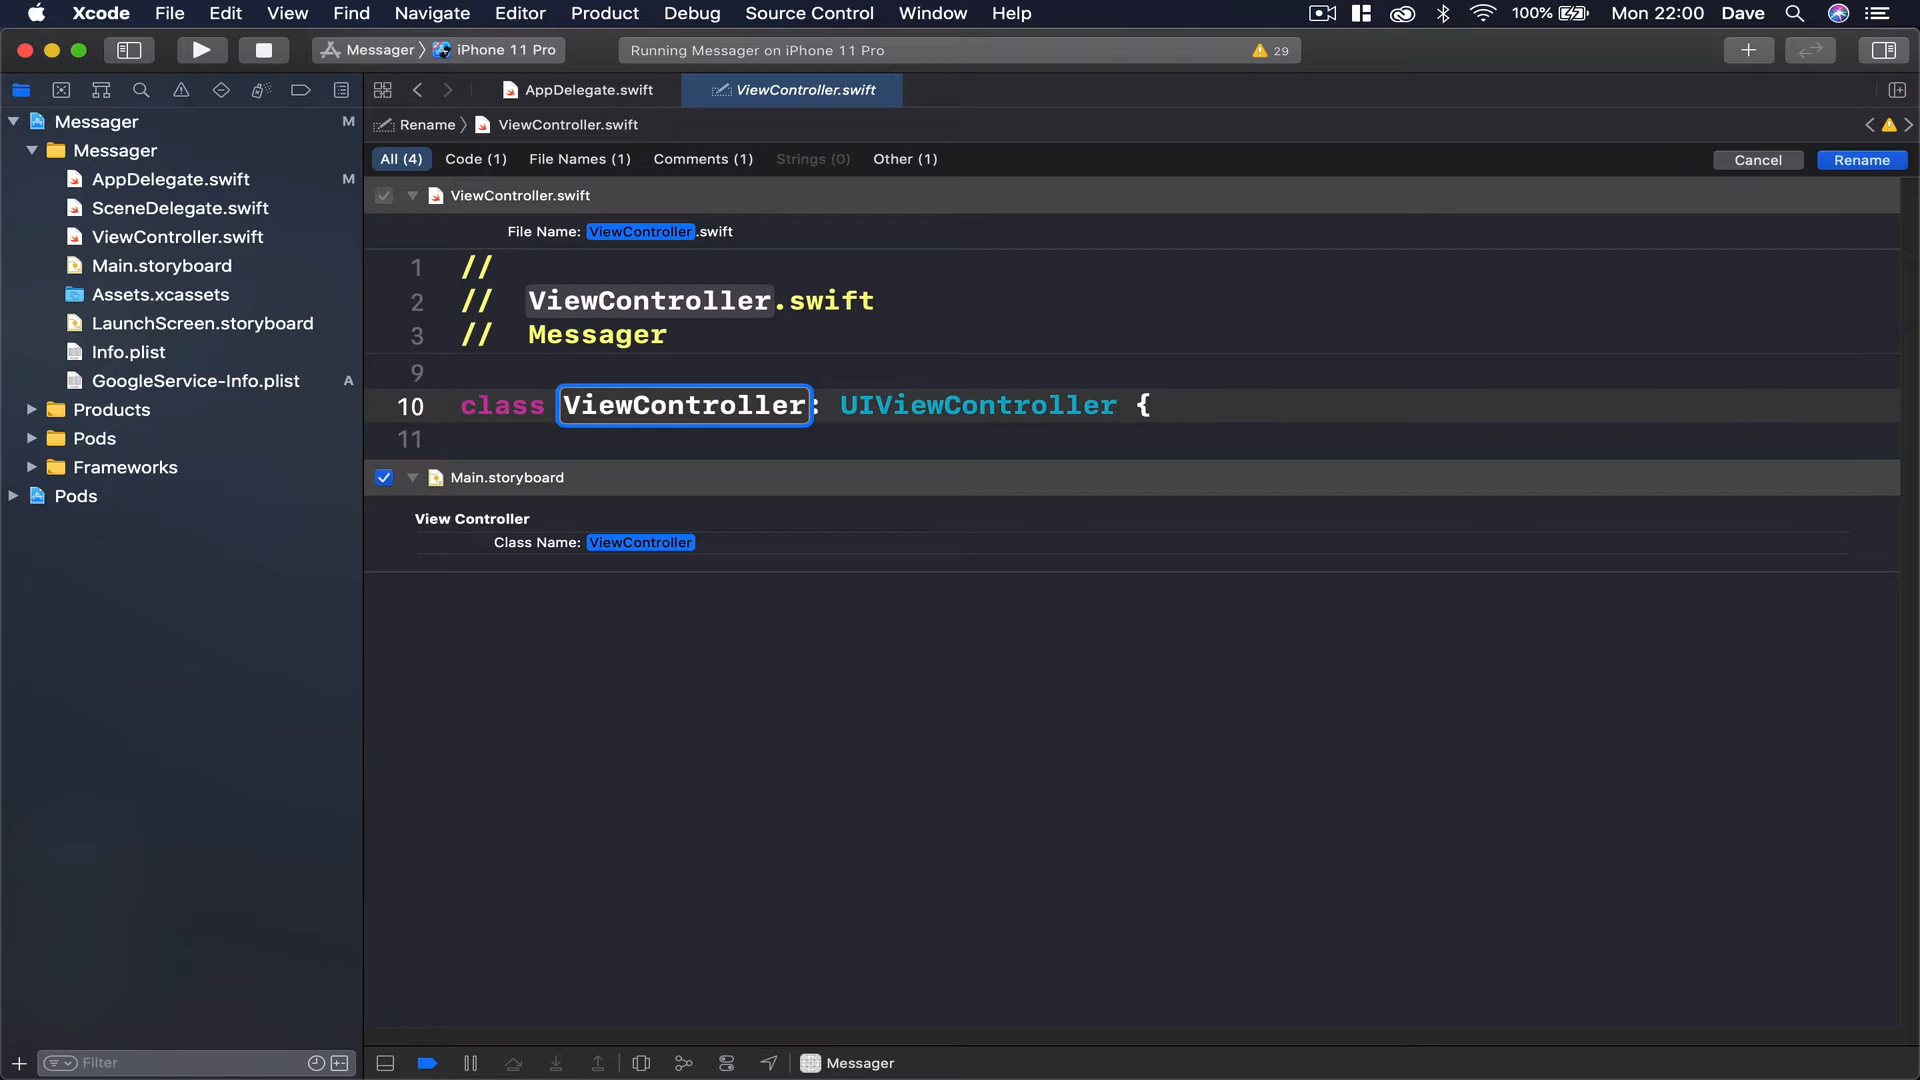 Xcode File Edit View Find Navigate Editor Product Debug Source Control Window Help 100% Mon 22:00 Dave
Messager iPhone 11 Pro Running Messager on iPhone 11 Pro 29
AppDelegate.swift ViewController.swift
Messager M
Messager
AppDelegate.swift M
SceneDelegate.swift
ViewController.swift
Main.storyboard
Assets.xcassets
LaunchScreen.storyboard
Info.plist
GoogleService-Info.plist A
Products
Pods
Frameworks
Pods
Filter
Rename ViewController.swift
All (4) Code (1) File Names (1) Comments (1) Strings (0) Other (1) Cancel Rename
ViewController.swift
File Name: ViewController.swift
1 //
2 // ViewController.swift
3 // Messager
9
10 class ViewController: UIViewController {
11
Main.storyboard
View Controller
Class Name: ViewController
Messager